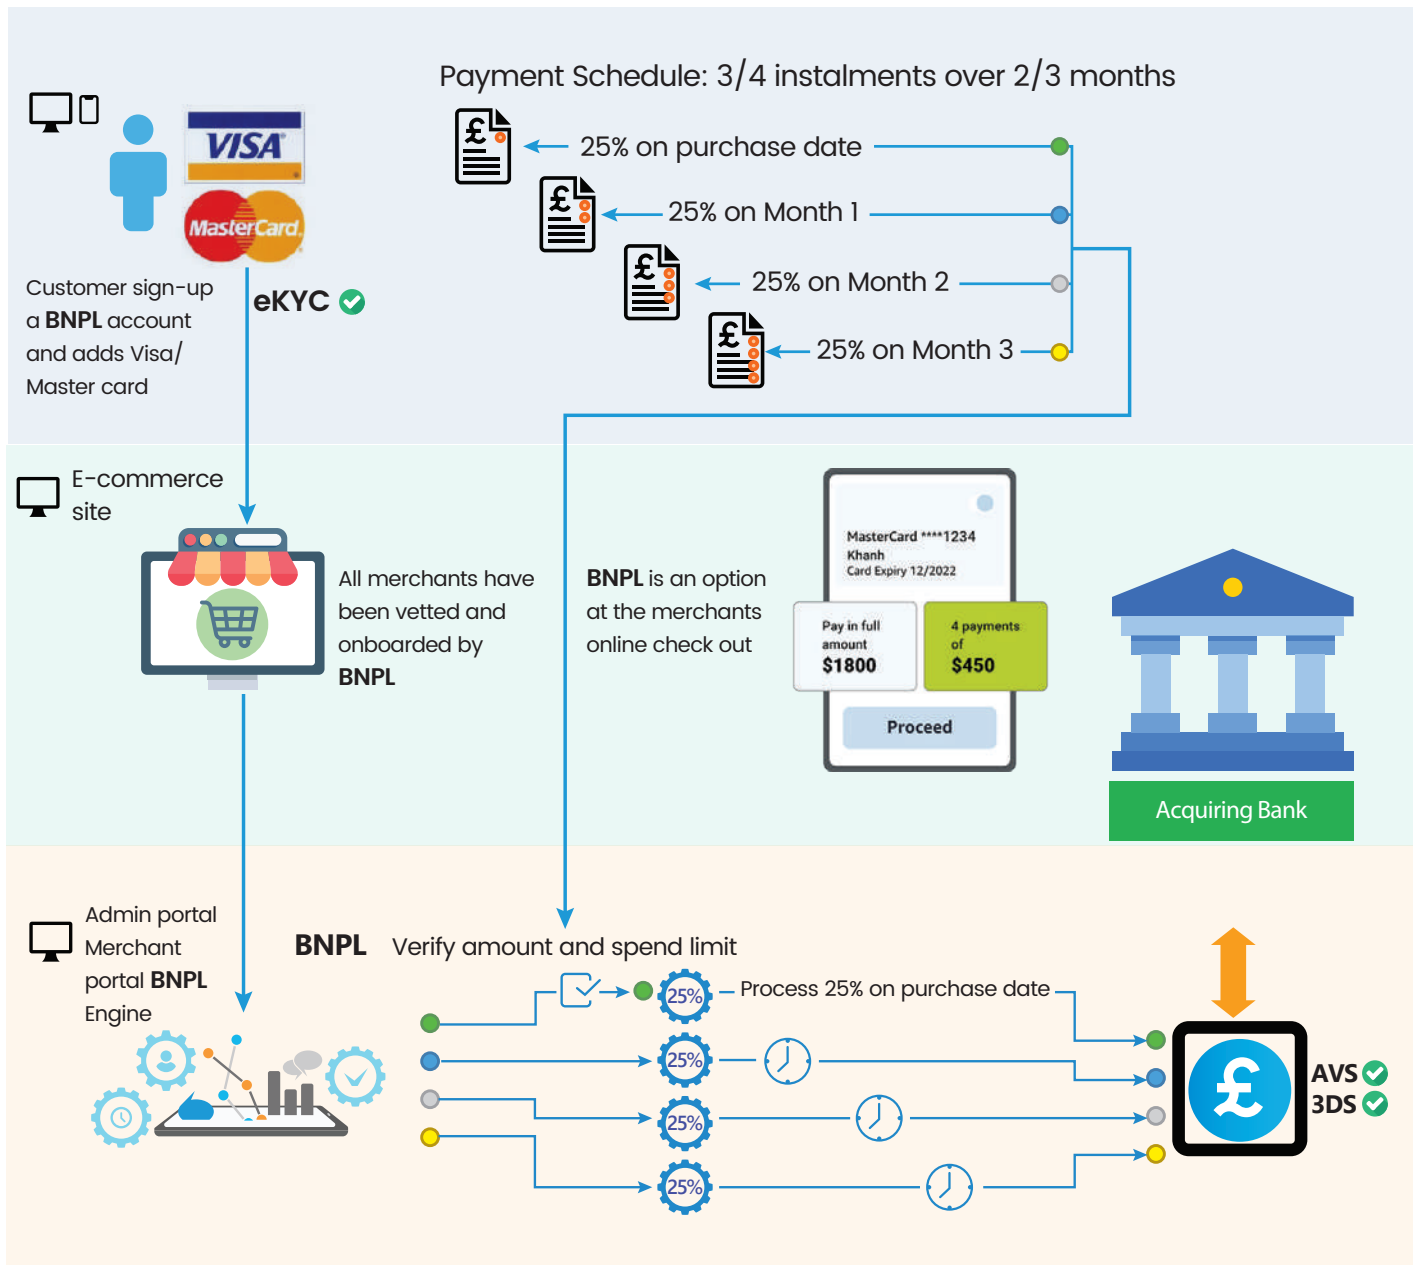 Payment Schedule: 3/4 instalments over 2/3 months
VISA
MasterCard
25% on purchase date
25% on Month 1
25% on Month 2
25% on Month 3
Customer sign-up
a BNPL account
and adds Visa/
Master card
eKYC
E-commerce
site
All merchants have
been vetted and
onboarded by
BNPL
BNPL is an option
at the merchants
online check out
MasterCard ****1234
Khanh
Card Expiry 12/2022
Pay in full
amount
$1800
4 payments
of
$450
Proceed
Acquiring Bank
Admin portal
Merchant
portal BNPL
Engine
BNPL Verify amount and spend limit
25%
Process 25% on purchase date
25%
25%
25%
£
AVS
3DS